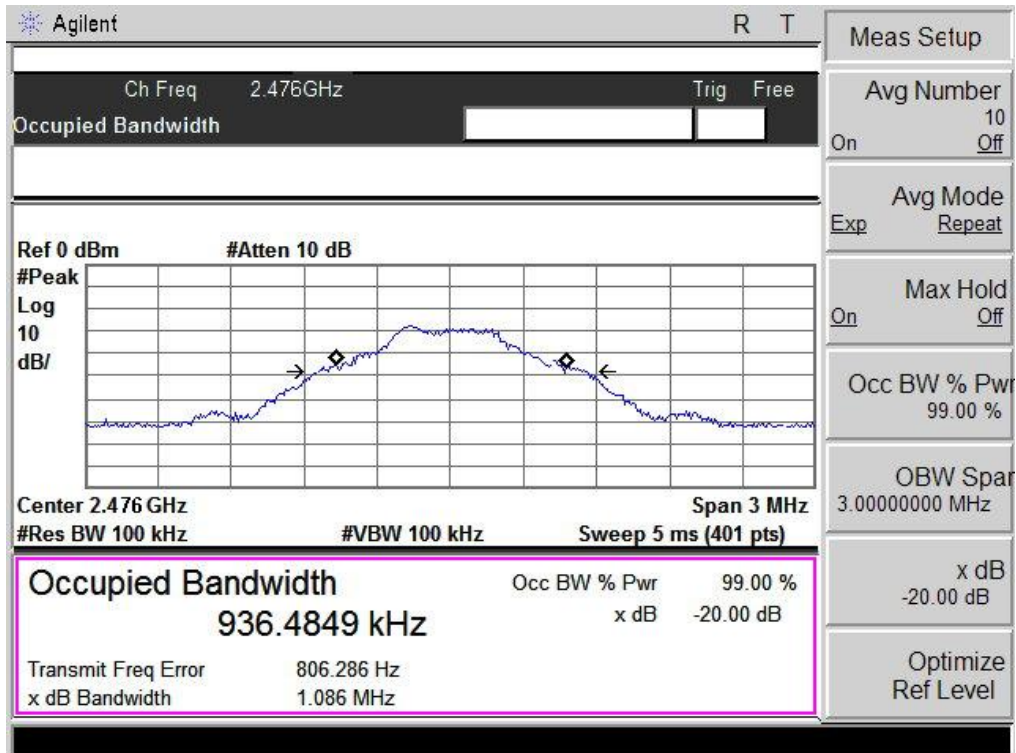 Agilent R T
Ch Freq 2.476GHz Trig Free
Occupied Bandwidth
Ref 0 dBm #Atten 10 dB
#Peak
Log
10
dB/
Center 2.476 GHz Span 3 MHz
#Res BW 100 kHz #VBW 100 kHz Sweep 5 ms (401 pts)
Occupied Bandwidth Occ BW % Pwr 99.00 %
936.4849 kHz x dB -20.00 dB
Transmit Freq Error 806.286 Hz
x dB Bandwidth 1.086 MHz
Meas Setup
Avg Number
10
On Off
Avg Mode
Exp Repeat
Max Hold
On Off
Occ BW % Pwr
99.00 %
OBW Span
3.00000000 MHz
x dB
-20.00 dB
Optimize
Ref Level